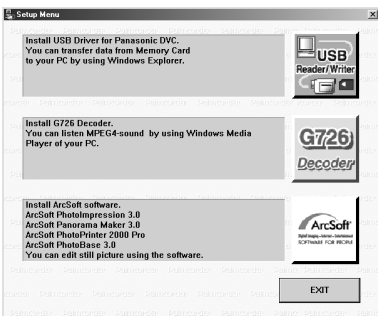 Setup Menu
Install USB Driver for Panasonic DVC.
You can transfer data from Memory Card
to your PC by using Windows Explorer.
USB
Reader/Writer
Install G726 Decoder.
You can listen MPEG4-sound by using Windows Media
Player of your PC.
G726
Decoder
Install ArcSoft software.
ArcSoft PhotoImpression 3.0
ArcSoft Panorama Maker 3.0
ArcSoft PhotoPrinter 2000 Pro
ArcSoft PhotoBase 3.0
You can edit still picture using the software.
ArcSoft
SOFTWARE FOR PEOPLE
EXIT